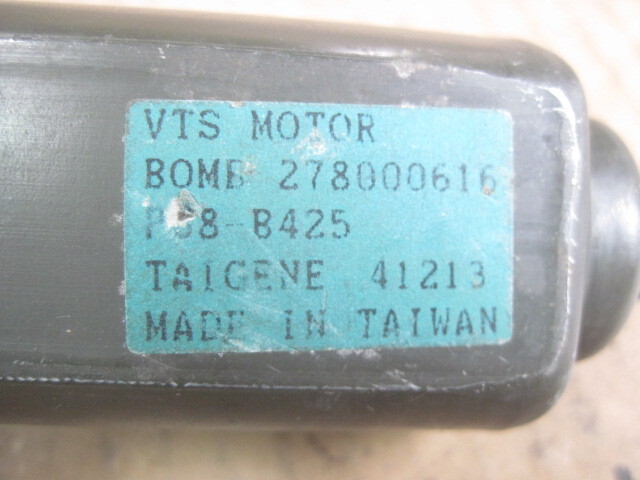 VTS MOTOR
BOMB 278000616
B425
TAIGENE 41213
MADE IN TAIWAN